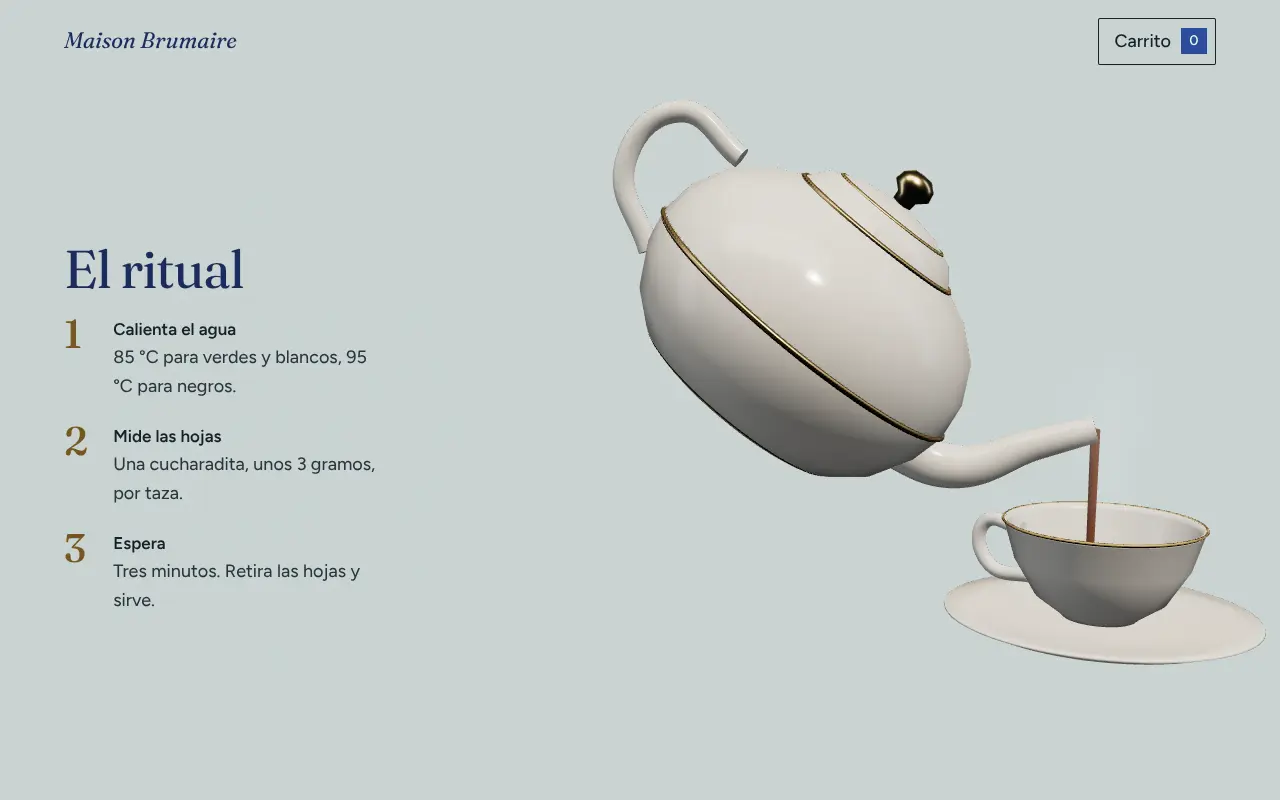 Maison Brumaire
Carrito 0
El ritual
1 Calienta el agua
85 °C para verdes y blancos, 95
°C para negros.
2 Mide las hojas
Una cucharadita, unos 3 gramos,
por taza.
3 Espera
Tres minutos. Retira las hojas y
sirve.